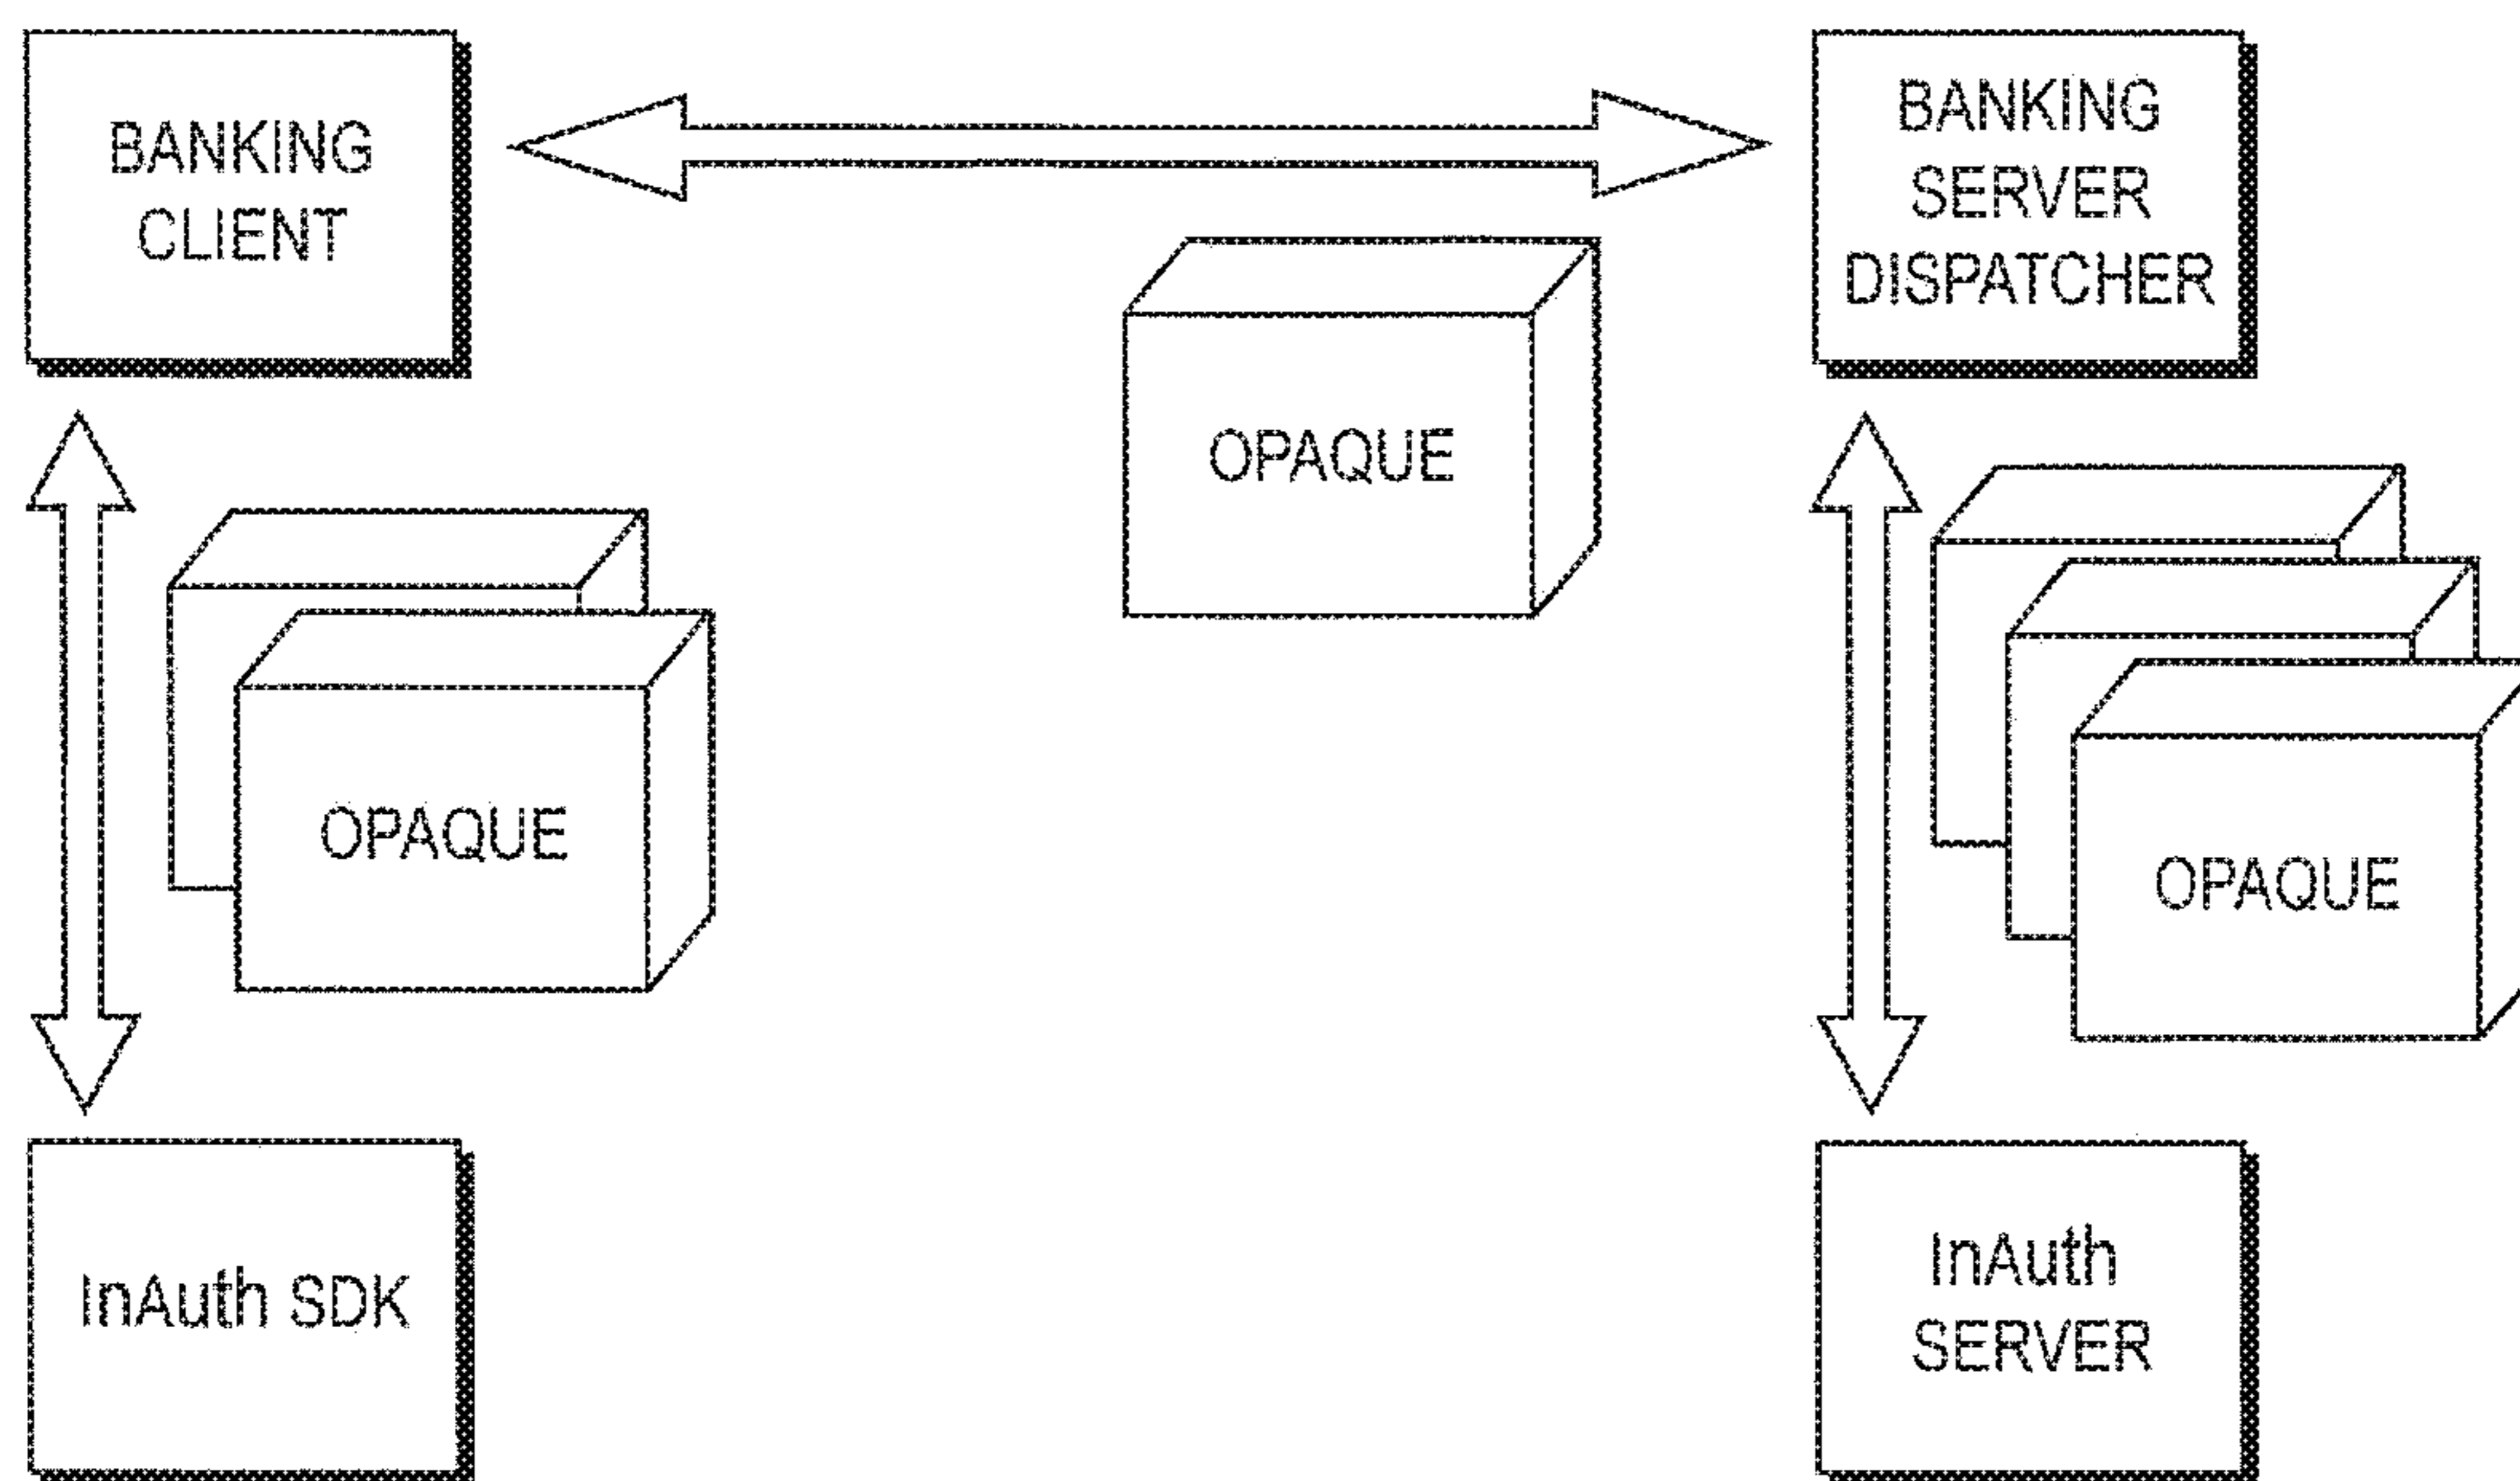 BANKING
CLIENT
BANKING
SERVER
DISPATCHER
OPAQUE
OPAQUE
OPAQUE
InAuth SDK
InAuth
SERVER